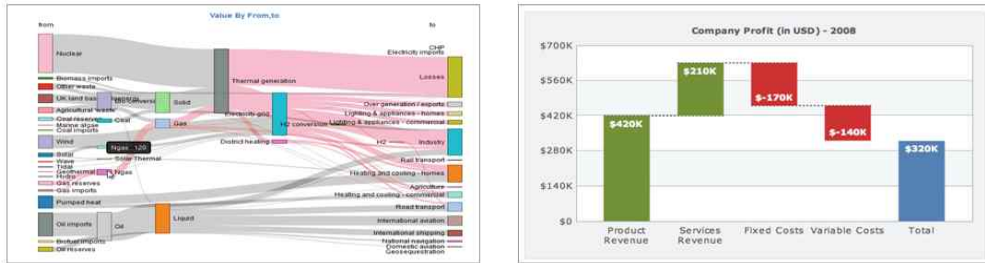 Value By From,to
from
to
Nuclear
Biomass imports
Other waste
Agricultural waste
Coal reserves
Marine algae
Coal imports
Wind
Solar
Wave
Tidal
Geothermal
Hydro
Gas reserves
Gas imports
Pumped heat
Oil imports
Biofuel imports
Oil reserves
Coal
Ngas 120
Solar Thermal
Ngas
Oil
Solid
Gas
Liquid
Thermal generation
Electricity grid
District heating
H2 conversion
H2
CHP
Electricity imports
Losses
Over generation / exports
Lighting & appliances - homes
Lighting & appliances - commercial
Industry
Rail transport
Heating and cooling - homes
Agriculture
Heating and cooling - commercial
Road transport
International aviation
International shipping
National navigation
Domestic aviation
Geosequestration
Company Profit (in USD) - 2008
$700K
$560K
$420K
$280K
$140K
$0
$420K
$210K
$-170K
$-140K
$320K
Product Revenue
Services Revenue
Fixed Costs
Variable Costs
Total